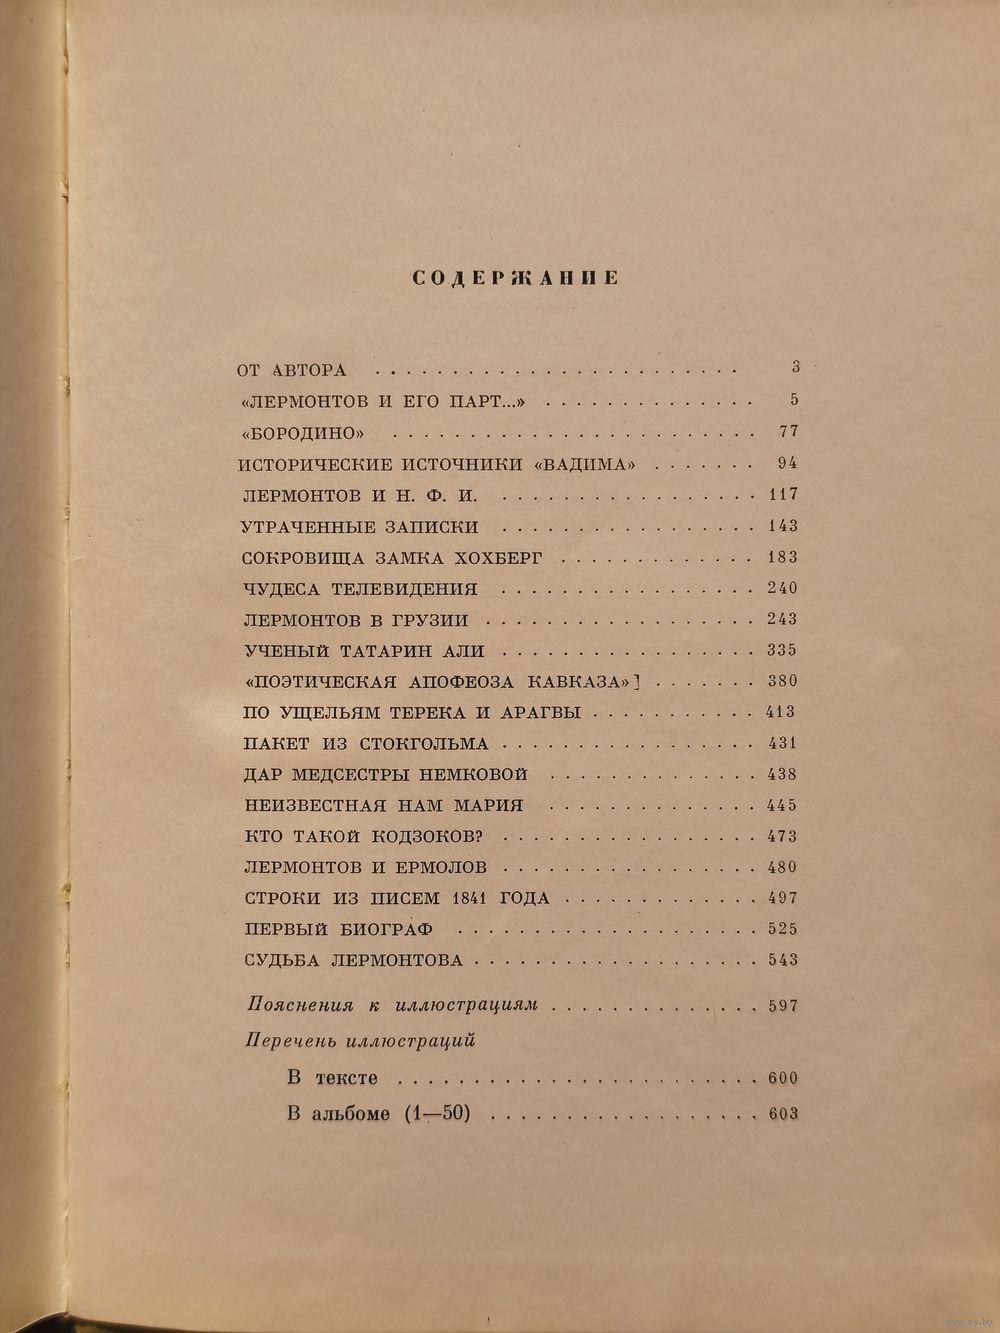 СОДЕРЖАНИЕ
ОТ АВТОРА . . . . . . . . . . . . . . . . . . . . . . . . 3
«ЛЕРМОНТОВ И ЕГО ПАРТ...» . . . . . . . . . . . . . . 5
«БОРОДИНО» . . . . . . . . . . . . . . . . . . . . . . . . 77
ИСТОРИЧЕСКИЕ ИСТОЧНИКИ «ВАДИМА» . . . . . . . 94
ЛЕРМОНТОВ И Н. Ф. И. . . . . . . . . . . . . . . . . . 117
УТРАЧЕННЫЕ ЗАПИСКИ . . . . . . . . . . . . . . . . . 143
СОКРОВИЩА ЗАМКА ХОХБЕРГ . . . . . . . . . . . . . 183
ЧУДЕСА ТЕЛЕВИДЕНИЯ . . . . . . . . . . . . . . . . . 240
ЛЕРМОНТОВ В ГРУЗИИ . . . . . . . . . . . . . . . . . . 243
УЧЕНЫЙ ТАТАРИН АЛИ . . . . . . . . . . . . . . . . . 335
«ПОЭТИЧЕСКАЯ АПОФЕОЗА КАВКАЗА»] . . . . . . . 380
ПО УЩЕЛЬЯМ ТЕРЕКА И АРАГВЫ . . . . . . . . . . . 413
ПАКЕТ ИЗ СТОКГОЛЬМА . . . . . . . . . . . . . . . . . 431
ДАР МЕДСЕСТРЫ НЕМКОВОЙ . . . . . . . . . . . . . . 438
НЕИЗВЕСТНАЯ НАМ МАРИЯ . . . . . . . . . . . . . . 445
КТО ТАКОЙ КОДЗОКОВ? . . . . . . . . . . . . . . . . . 473
ЛЕРМОНТОВ И ЕРМОЛОВ . . . . . . . . . . . . . . . . . 480
СТРОКИ ИЗ ПИСЕМ 1841 ГОДА . . . . . . . . . . . . . 497
ПЕРВЫЙ БИОГРАФ . . . . . . . . . . . . . . . . . . . . 525
СУДЬБА ЛЕРМОНТОВА . . . . . . . . . . . . . . . . . . . 543
Пояснения к иллюстрациям . . . . . . . . . . . . . . 597
Перечень иллюстраций
В тексте . . . . . . . . . . . . . . . . . . . . . . . . 600
В альбоме (1—50) . . . . . . . . . . . . . . . . . . 603
www.ay.by